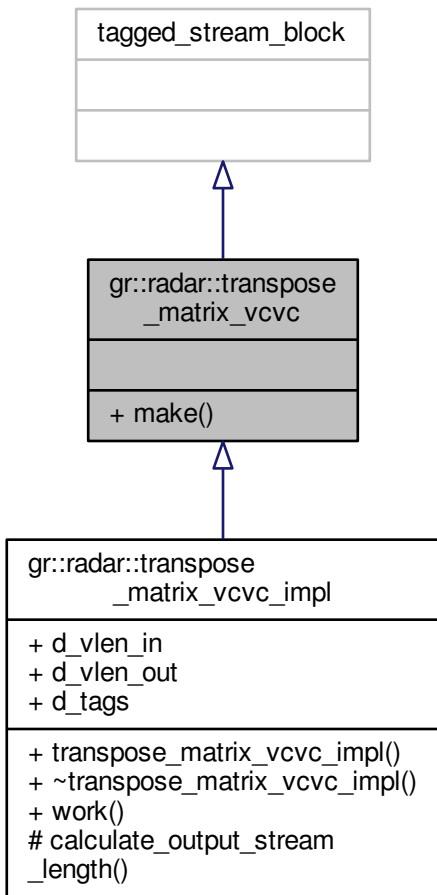 tagged_stream_block
gr::radar::transpose
_matrix_vcvc
+ make()
gr::radar::transpose
_matrix_vcvc_impl
+ d_vlen_in
+ d_vlen_out
+ d_tags
+ transpose_matrix_vcvc_impl()
+ ~transpose_matrix_vcvc_impl()
+ work()
# calculate_output_stream
_length()